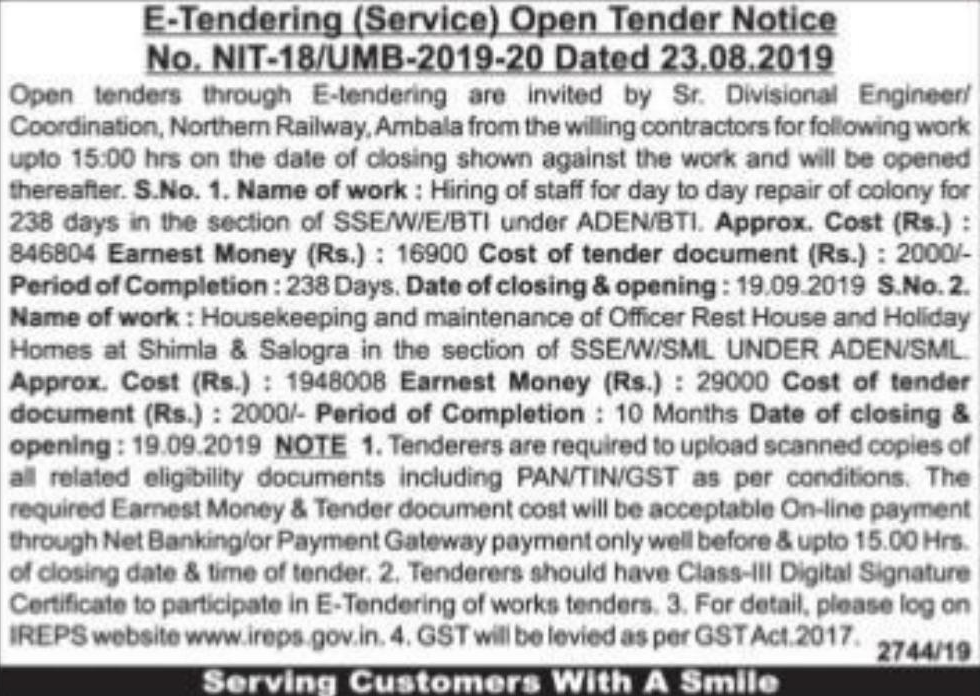 E-Tendering (Service) Open Tender Notice
No. NIT-18/UMB-2019-20 Dated 23.08.2019
Open tenders through E-tendering are invited by Sr. Divisional Engineer/
Coordination, Northern Railway, Ambala from the willing contractors for following work
upto 15:00 hrs on the date of closing shown against the work and will be opened
thereafter. S.No. 1. Name of work : Hiring of staff for day to day repair of colony for
238 days in the section of SSE/W/E/BTI under ADEN/BTI. Approx. Cost (Rs.) :
846804 Earnest Money (Rs.) : 16900 Cost of tender document (Rs.) : 2000/-
Period of Completion : 238 Days. Date of closing & opening : 19.09.2019 S.No. 2.
Name of work : Housekeeping and maintenance of Officer Rest House and Holiday
Homes at Shimla & Salogra in the section of SSE/W/SML UNDER ADEN/SML.
Approx. Cost (Rs.) : 1948008 Earnest Money (Rs.) : 29000 Cost of tender
document (Rs.) : 2000/- Period of Completion : 10 Months Date of closing &
opening : 19.09.2019 NOTE 1. Tenderers are required to upload scanned copies of
all related eligibility documents including PAN/TIN/GST as per conditions. The
required Earnest Money & Tender document cost will be acceptable On-line payment
through Net Banking/or Payment Gateway payment only well before & upto 15.00 Hrs.
of closing date & time of tender. 2. Tenderers should have Class-III Digital Signature
Certificate to participate in E-Tendering of works tenders. 3. For detail, please log on
IREPS website www.ireps.gov.in. 4. GST will be levied as per GST Act.2017.
2744/19
Serving Customers With A Smile